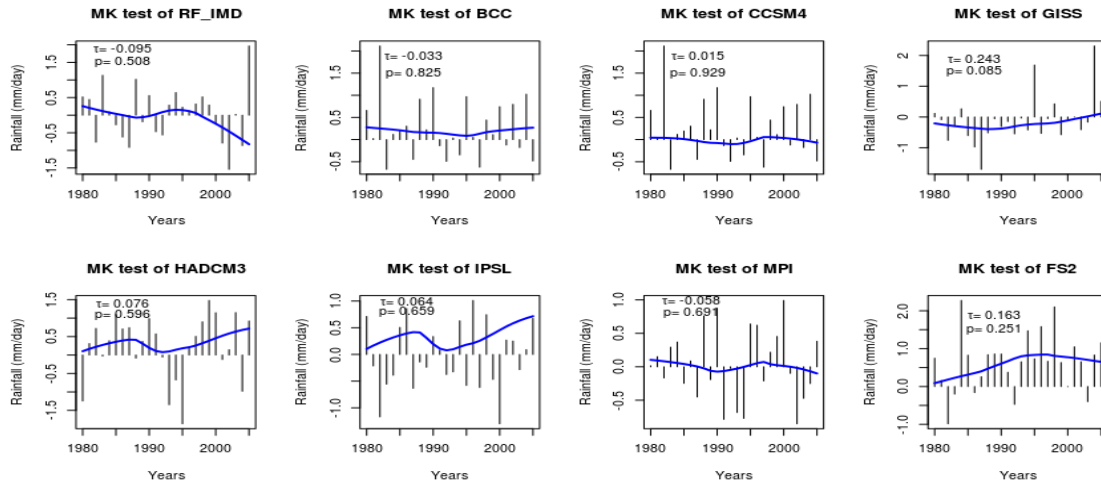 MK test of RF_IMD
τ= -0.095
p= 0.508
Rainfall (mm/day)
0.5
-0.5
-1.5
1980 1990 2000
Years
MK test of BCC
τ= -0.033
p= 0.825
Rainfall (mm/day)
1.5
0.5
-0.5
1980 1990 2000
Years
MK test of CCSM4
τ= 0.015
p= 0.929
Rainfall (mm/day)
1.5
0.5
-0.5
1980 1990 2000
Years
MK test of GISS
τ= 0.243
p= 0.085
Rainfall (mm/day)
2
1
0
-1
1980 1990 2000
Years
MK test of HADCM3
τ= 0.076
p= 0.596
Rainfall (mm/day)
1.5
0.5
-0.5
-1.5
1980 1990 2000
Years
MK test of IPSL
τ= 0.064
p= 0.659
Rainfall (mm/day)
1.0
0.0
-1.0
1980 1990 2000
Years
MK test of MPI
τ= -0.058
p= 0.691
Rainfall (mm/day)
1.0
0.5
0.0
-0.5
1980 1990 2000
Years
MK test of FS2
τ= 0.163
p= 0.251
Rainfall (mm/day)
2.0
1.0
0.0
-1.0
1980 1990 2000
Years